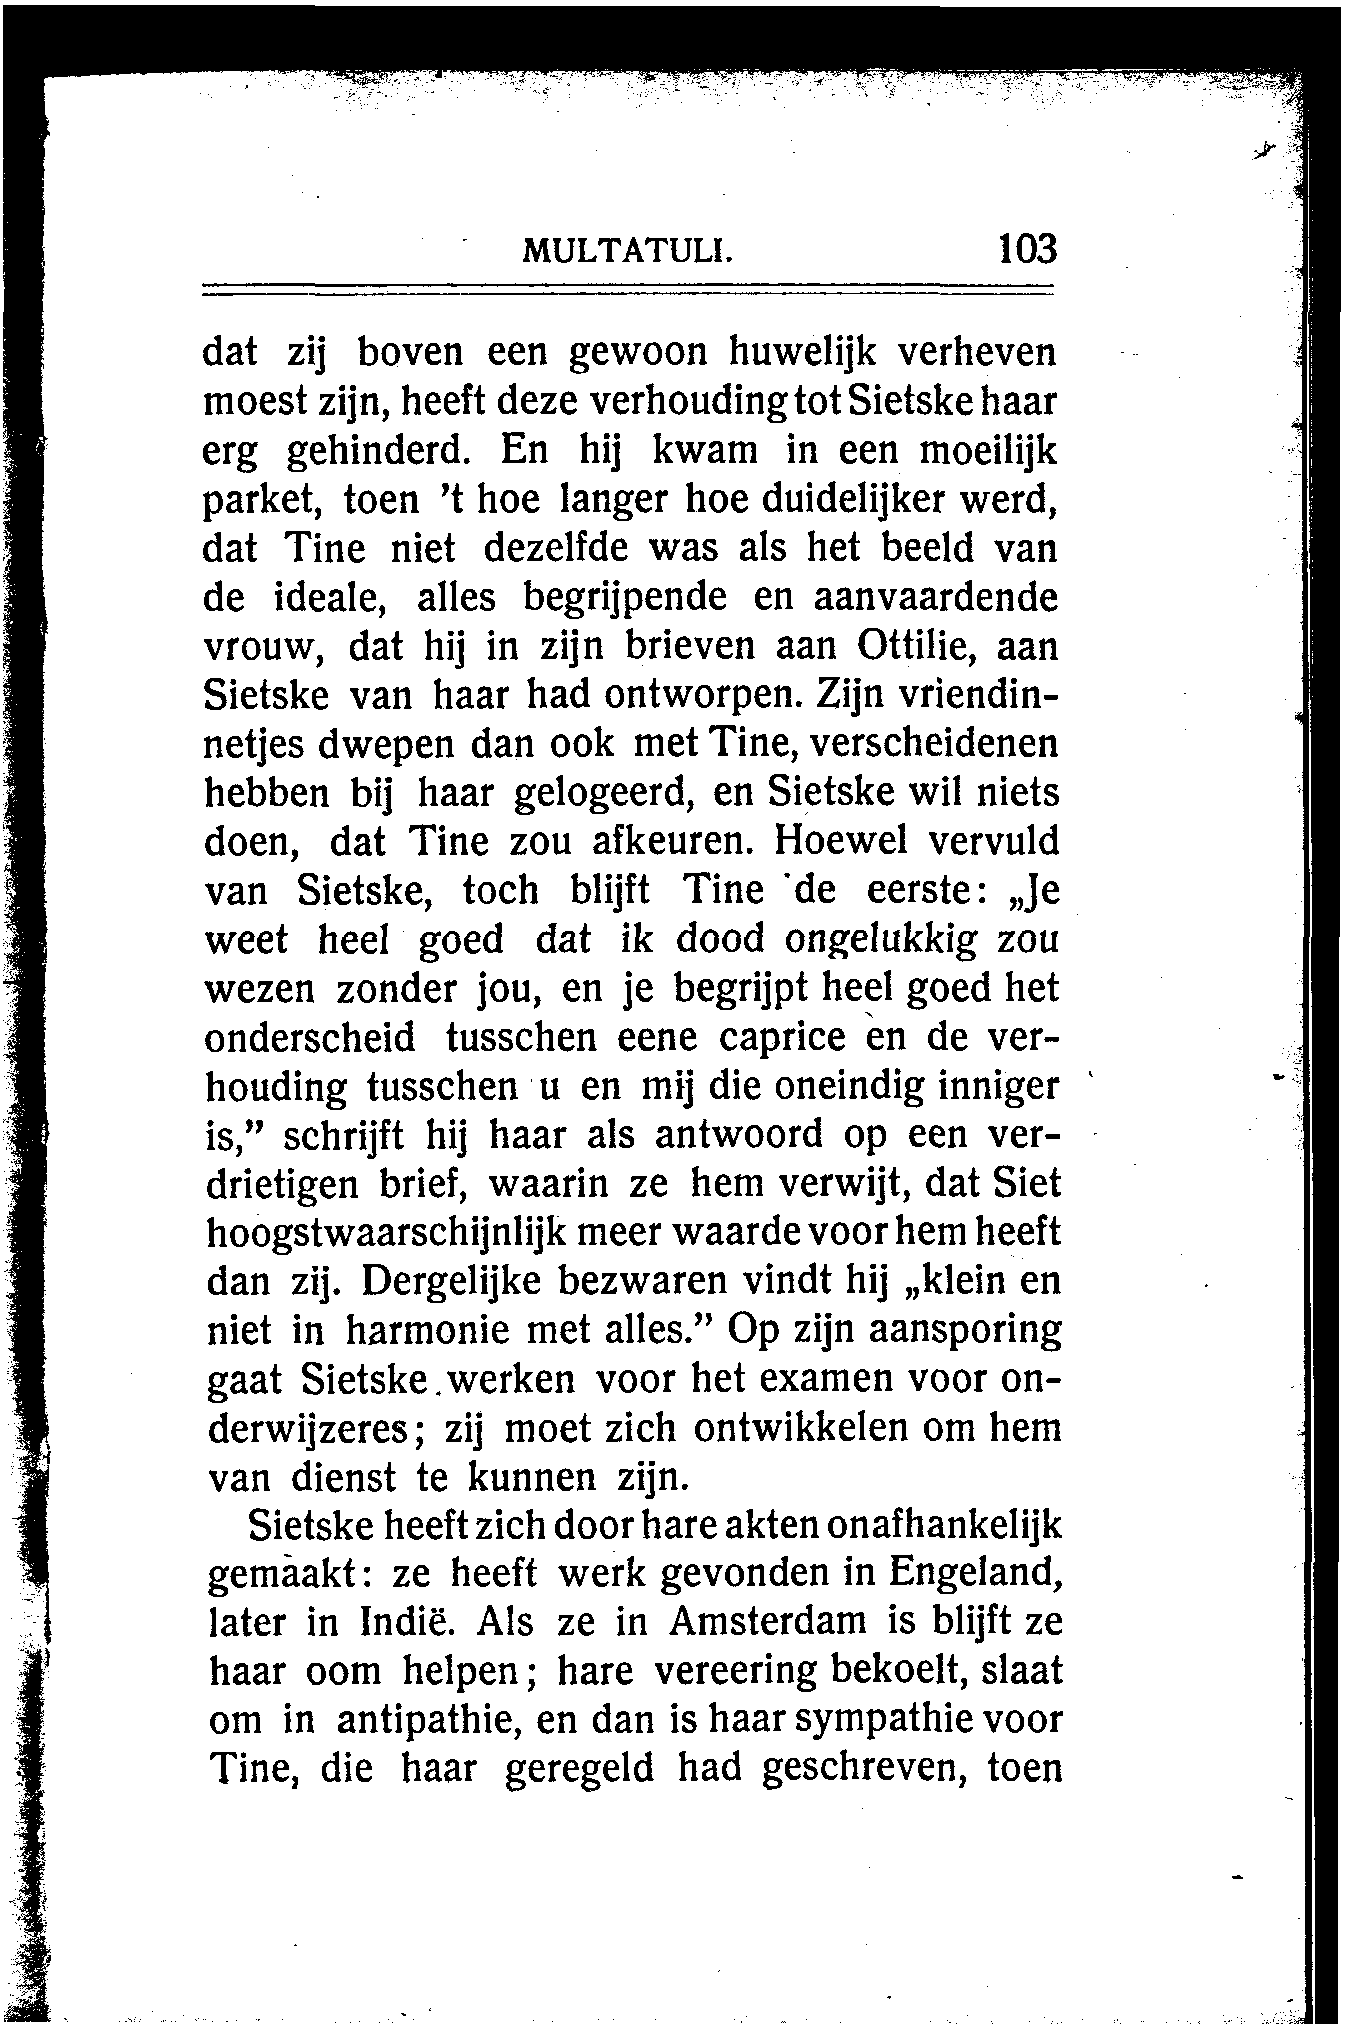 MULTATULI. 103
dat zij boven een gewoon huwelijk verheven
moest zijn, heeft deze verhouding tot Sietske haar
erg gehinderd. En hij kwam in een moeilijk
parket, toen ’t hoe langer hoe duidelijker werd,
dat Tine niet dezelfde was als het beeld van
de ideale, alles begrijpende en aanvaardende
vrouw, dat hij in zijn brieven aan Ottilie, aan
Sietske van haar had ontworpen. Zijn vriendin-
netjes dwepen dan ook met Tine, verscheidenen
hebben bij haar gelogeerd, en Sietske wil niets
doen, dat Tine zou afkeuren. Hoewel vervuld
van Sietske, toch blijft Tine de eerste: „Je
weet heel goed dat ik dood ongelukkig zou
wezen zonder jou, en je begrijpt heel goed het
onderscheid tusschen eene caprice en de ver-
houding tusschen u en mij die oneindig inniger
is,” schrijft hij haar als antwoord op een ver-
drietigen brief, waarin ze hem verwijt, dat Siet
hoogstwaarschijnlijk meer waarde voor hem heeft
dan zij. Dergelijke bezwaren vindt hij „klein en
niet in harmonie met alles.” Op zijn aansporing
gaat Sietske werken voor het examen voor on-
derwijzeres; zij moet zich ontwikkelen om hem
van dienst te kunnen zijn.
Sietske heeft zich door hare akten onafhankelijk
gemaakt: ze heeft werk gevonden in Engeland,
later in Indië. Als ze in Amsterdam is blijft ze
haar oom helpen; hare vereering bekoelt, slaat
om in antipathie, en dan is haar sympathie voor
Tine, die haar geregeld had geschreven, toen